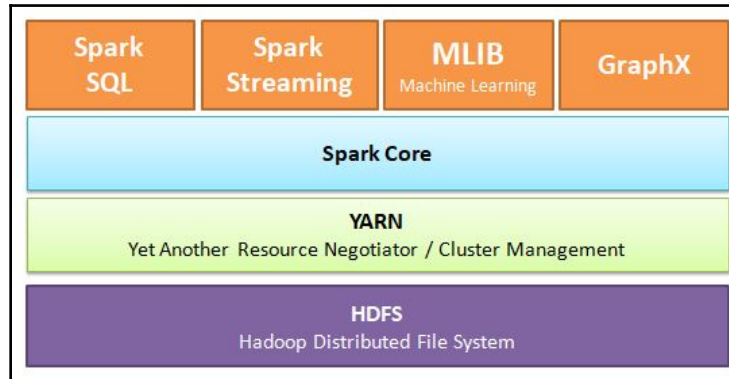 Spark
SQL
Spark
Streaming
MLIB
Machine Learning
GraphX
Spark Core
YARN
Yet Another Resource Negotiator / Cluster Management
HDFS
Hadoop Distributed File System